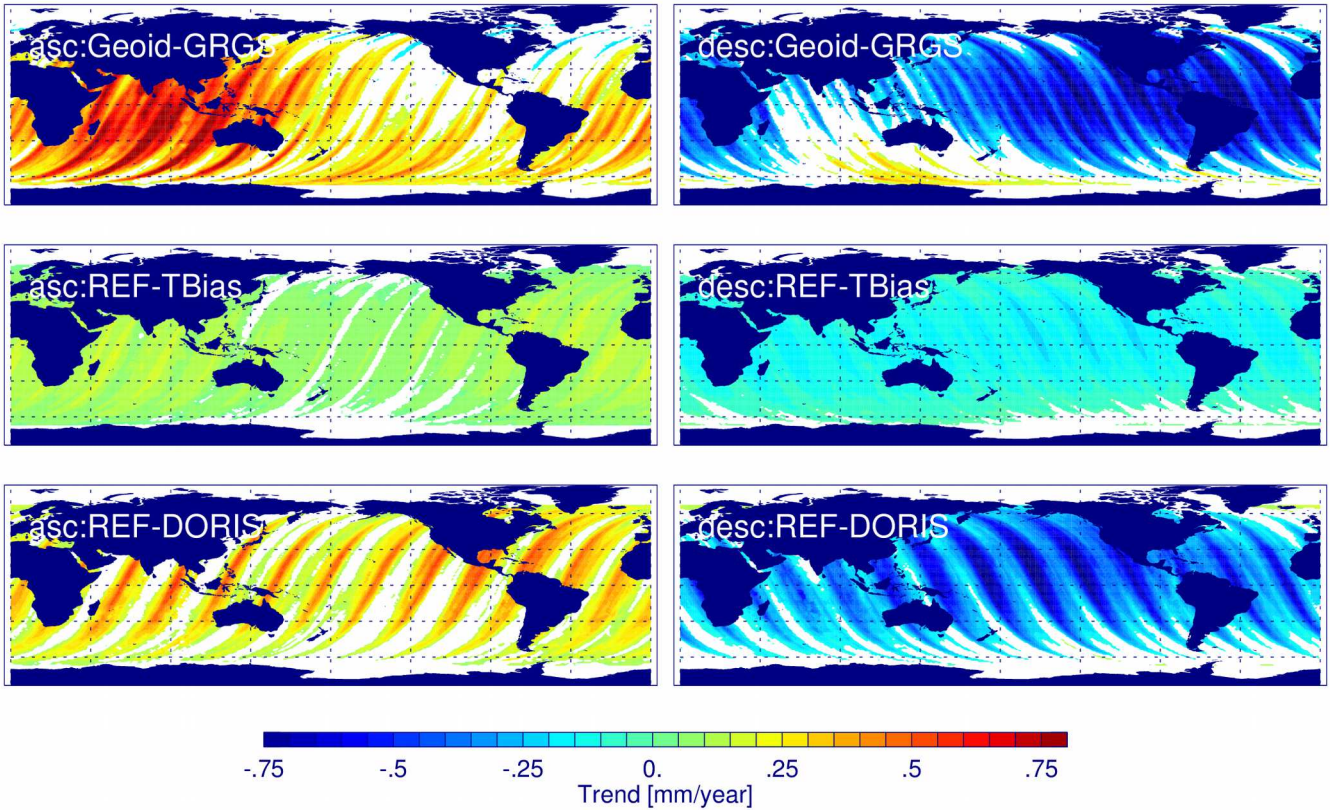 asc:Geoid-GRGS
desc:Geoid-GRGS
asc:REF-TBias
desc:REF-TBias
asc:REF-DORIS
desc:REF-DORIS
-.75 -.5 -.25 0. .25 .5 .75
Trend [mm/year]